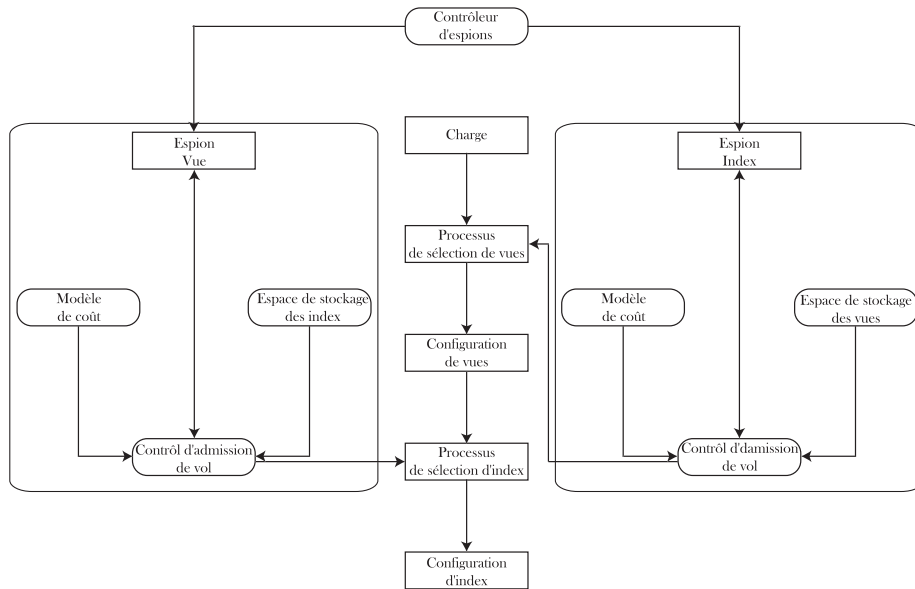 Contrôleur
d'espions
Espion
Vue
Charge
Espion
Index
Processus
de sélection de vues
Modèle
de coût
Espace de stockage
des index
Modèle
de coût
Espace de stockage
des vues
Configuration
de vues
Contrôl d'admission
de vol
Processus
de sélection d'index
Contrôl d'damission
de vol
Configuration
d'index